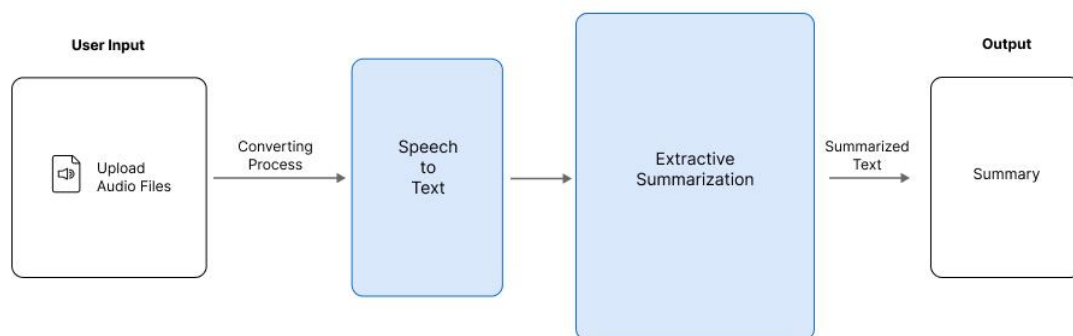 User Input
Upload
Audio Files
Converting
Process
Speech
to
Text
Extractive
Summarization
Summarized
Text
Output
Summary